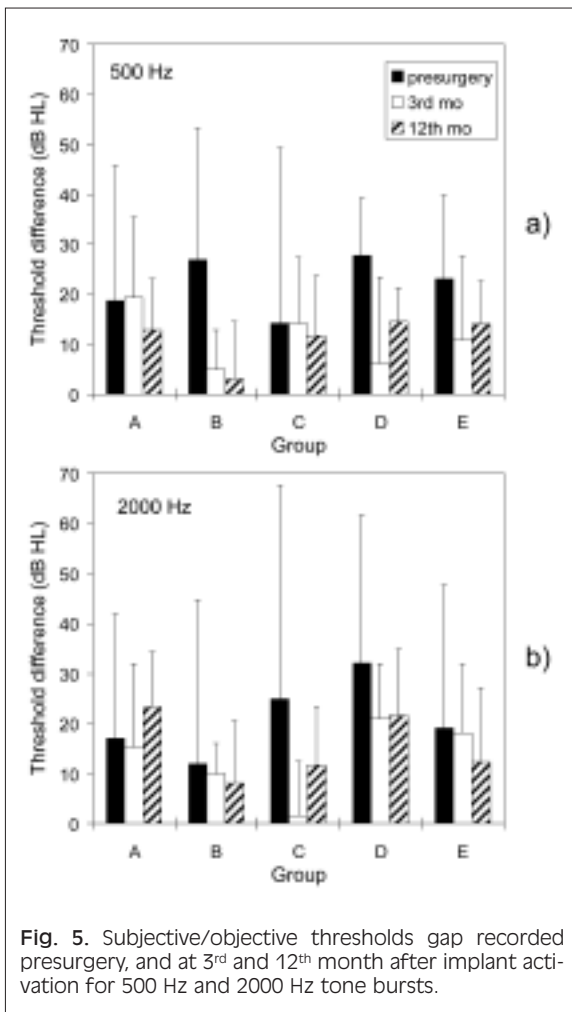 70
60
50
40
30
20
10
0
500 Hz
presurgery
3rd mo
12th mo
Threshold difference (dB HL)
A B C D E
Group
a)
70
60
50
40
30
20
10
0
2000 Hz
Threshold difference (dB HL)
A B C D E
Group
b)
Fig. 5. Subjective/objective thresholds gap recorded
presurgery, and at 3rd and 12th month after implant acti-
vation for 500 Hz and 2000 Hz tone bursts.